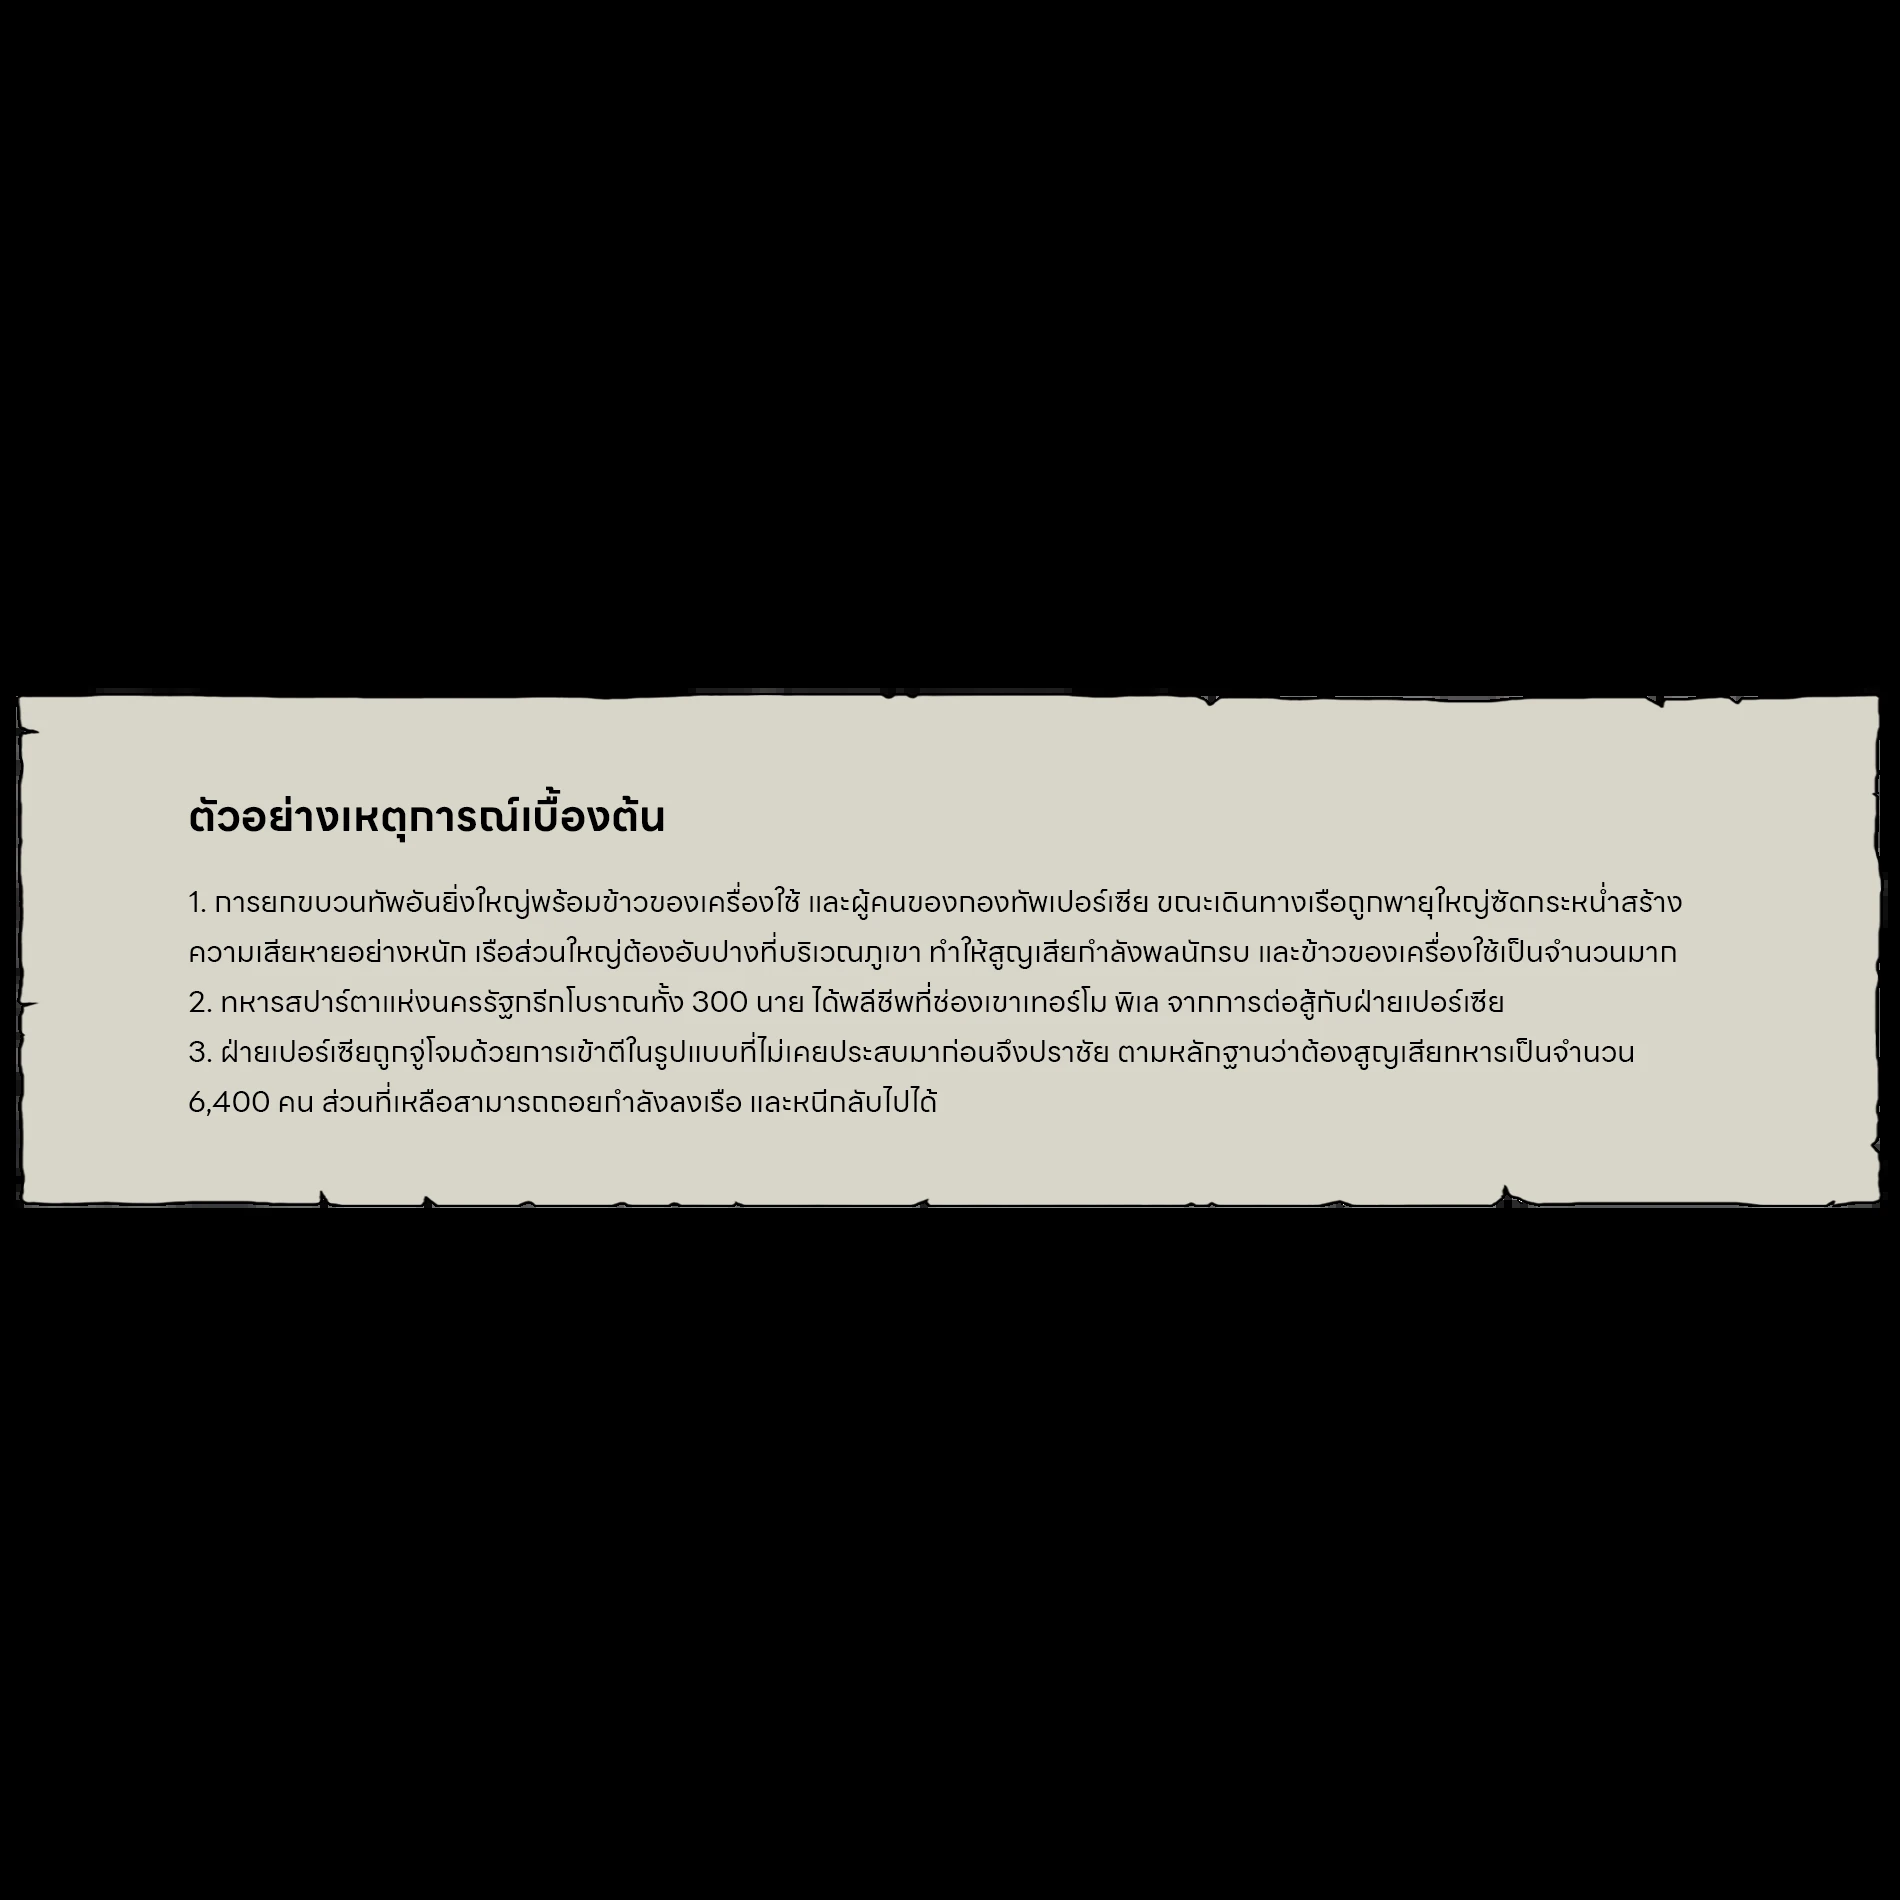 ตัวอย่างเหตุการณ์เบื้องต้น
1. การยกขบวนทัพอันยิ่งใหญ่พร้อมข้าวของเครื่องใช้ และผู้คนของกองทัพเปอร์เซีย ขณะเดินทางเรือถูกพายุใหญ่ซัดกระหน่ำสร้าง
ความเสียหายอย่างหนัก เรือส่วนใหญ่ต้องอับปางที่บริเวณภูเขา ทำให้สูญเสียกำลังพลนักรบ และข้าวของเครื่องใช้เป็นจำนวนมาก
2. ทหารสปาร์ตาแห่งนครรัฐกรีกโบราณทั้ง 300 นาย ได้พลีชีพที่ช่องเขาเทอร์โม พิเล จากการต่อสู้กับฝ่ายเปอร์เซีย
3. ฝ่ายเปอร์เซียถูกจู่โจมด้วยการเข้าตีในรูปแบบที่ไม่เคยประสบมาก่อนจึงปราชัย ตามหลักฐานว่าต้องสูญเสียทหารเป็นจำนวน
6,400 คน ส่วนที่เหลือสามารถถอยกำลังลงเรือ และหนีกลับไปได้